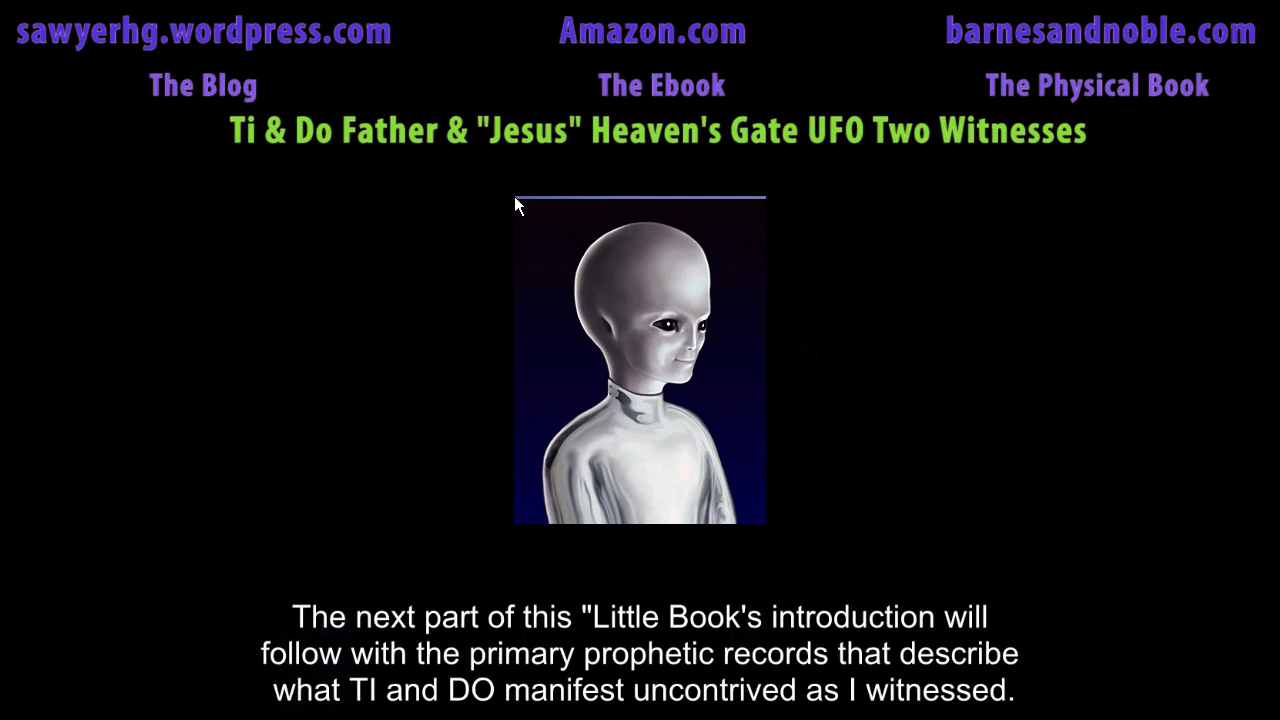 sawyerhg.wordpress.com Amazon.com barnesandnoble.com
The Blog The Ebook The Physical Book
Ti & Do Father & "Jesus" Heaven's Gate UFO Two Witnesses
The next part of this "Little Book's introduction will
follow with the primary prophetic records that describe
what TI and DO manifest uncontrived as I witnessed.